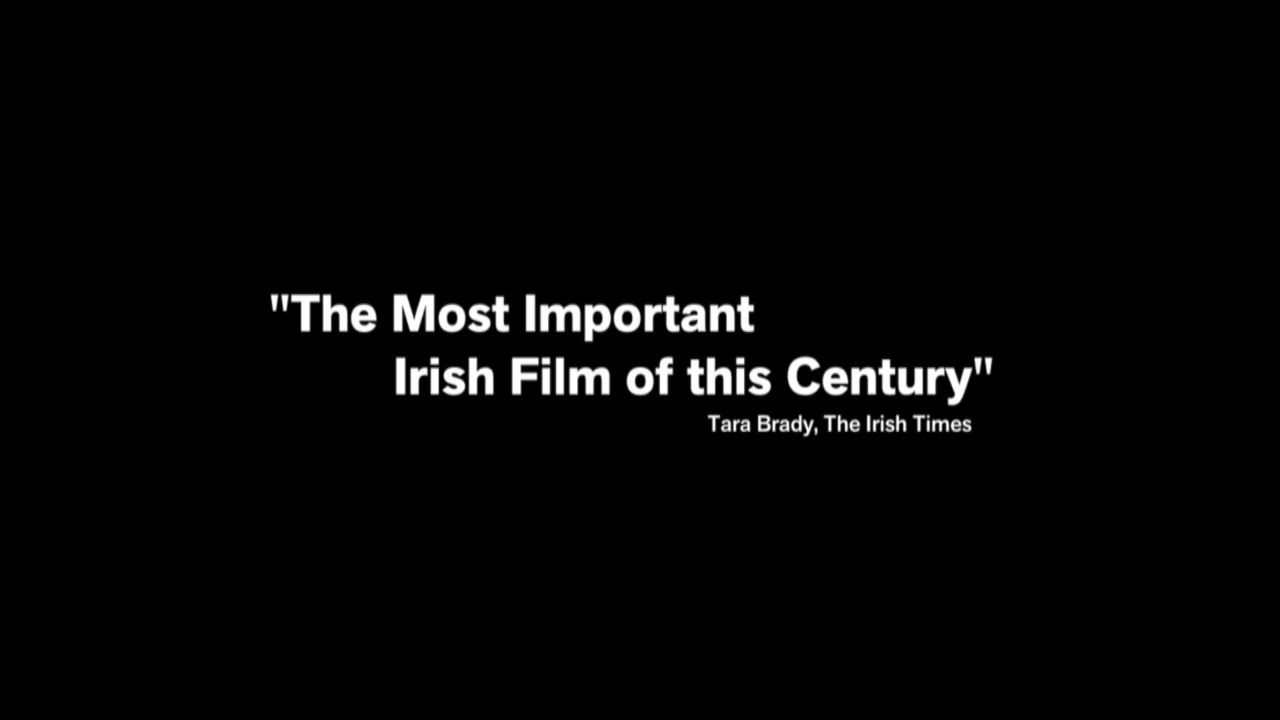 "The Most Important
Irish Film of this Century"
Tara Brady, The Irish Times